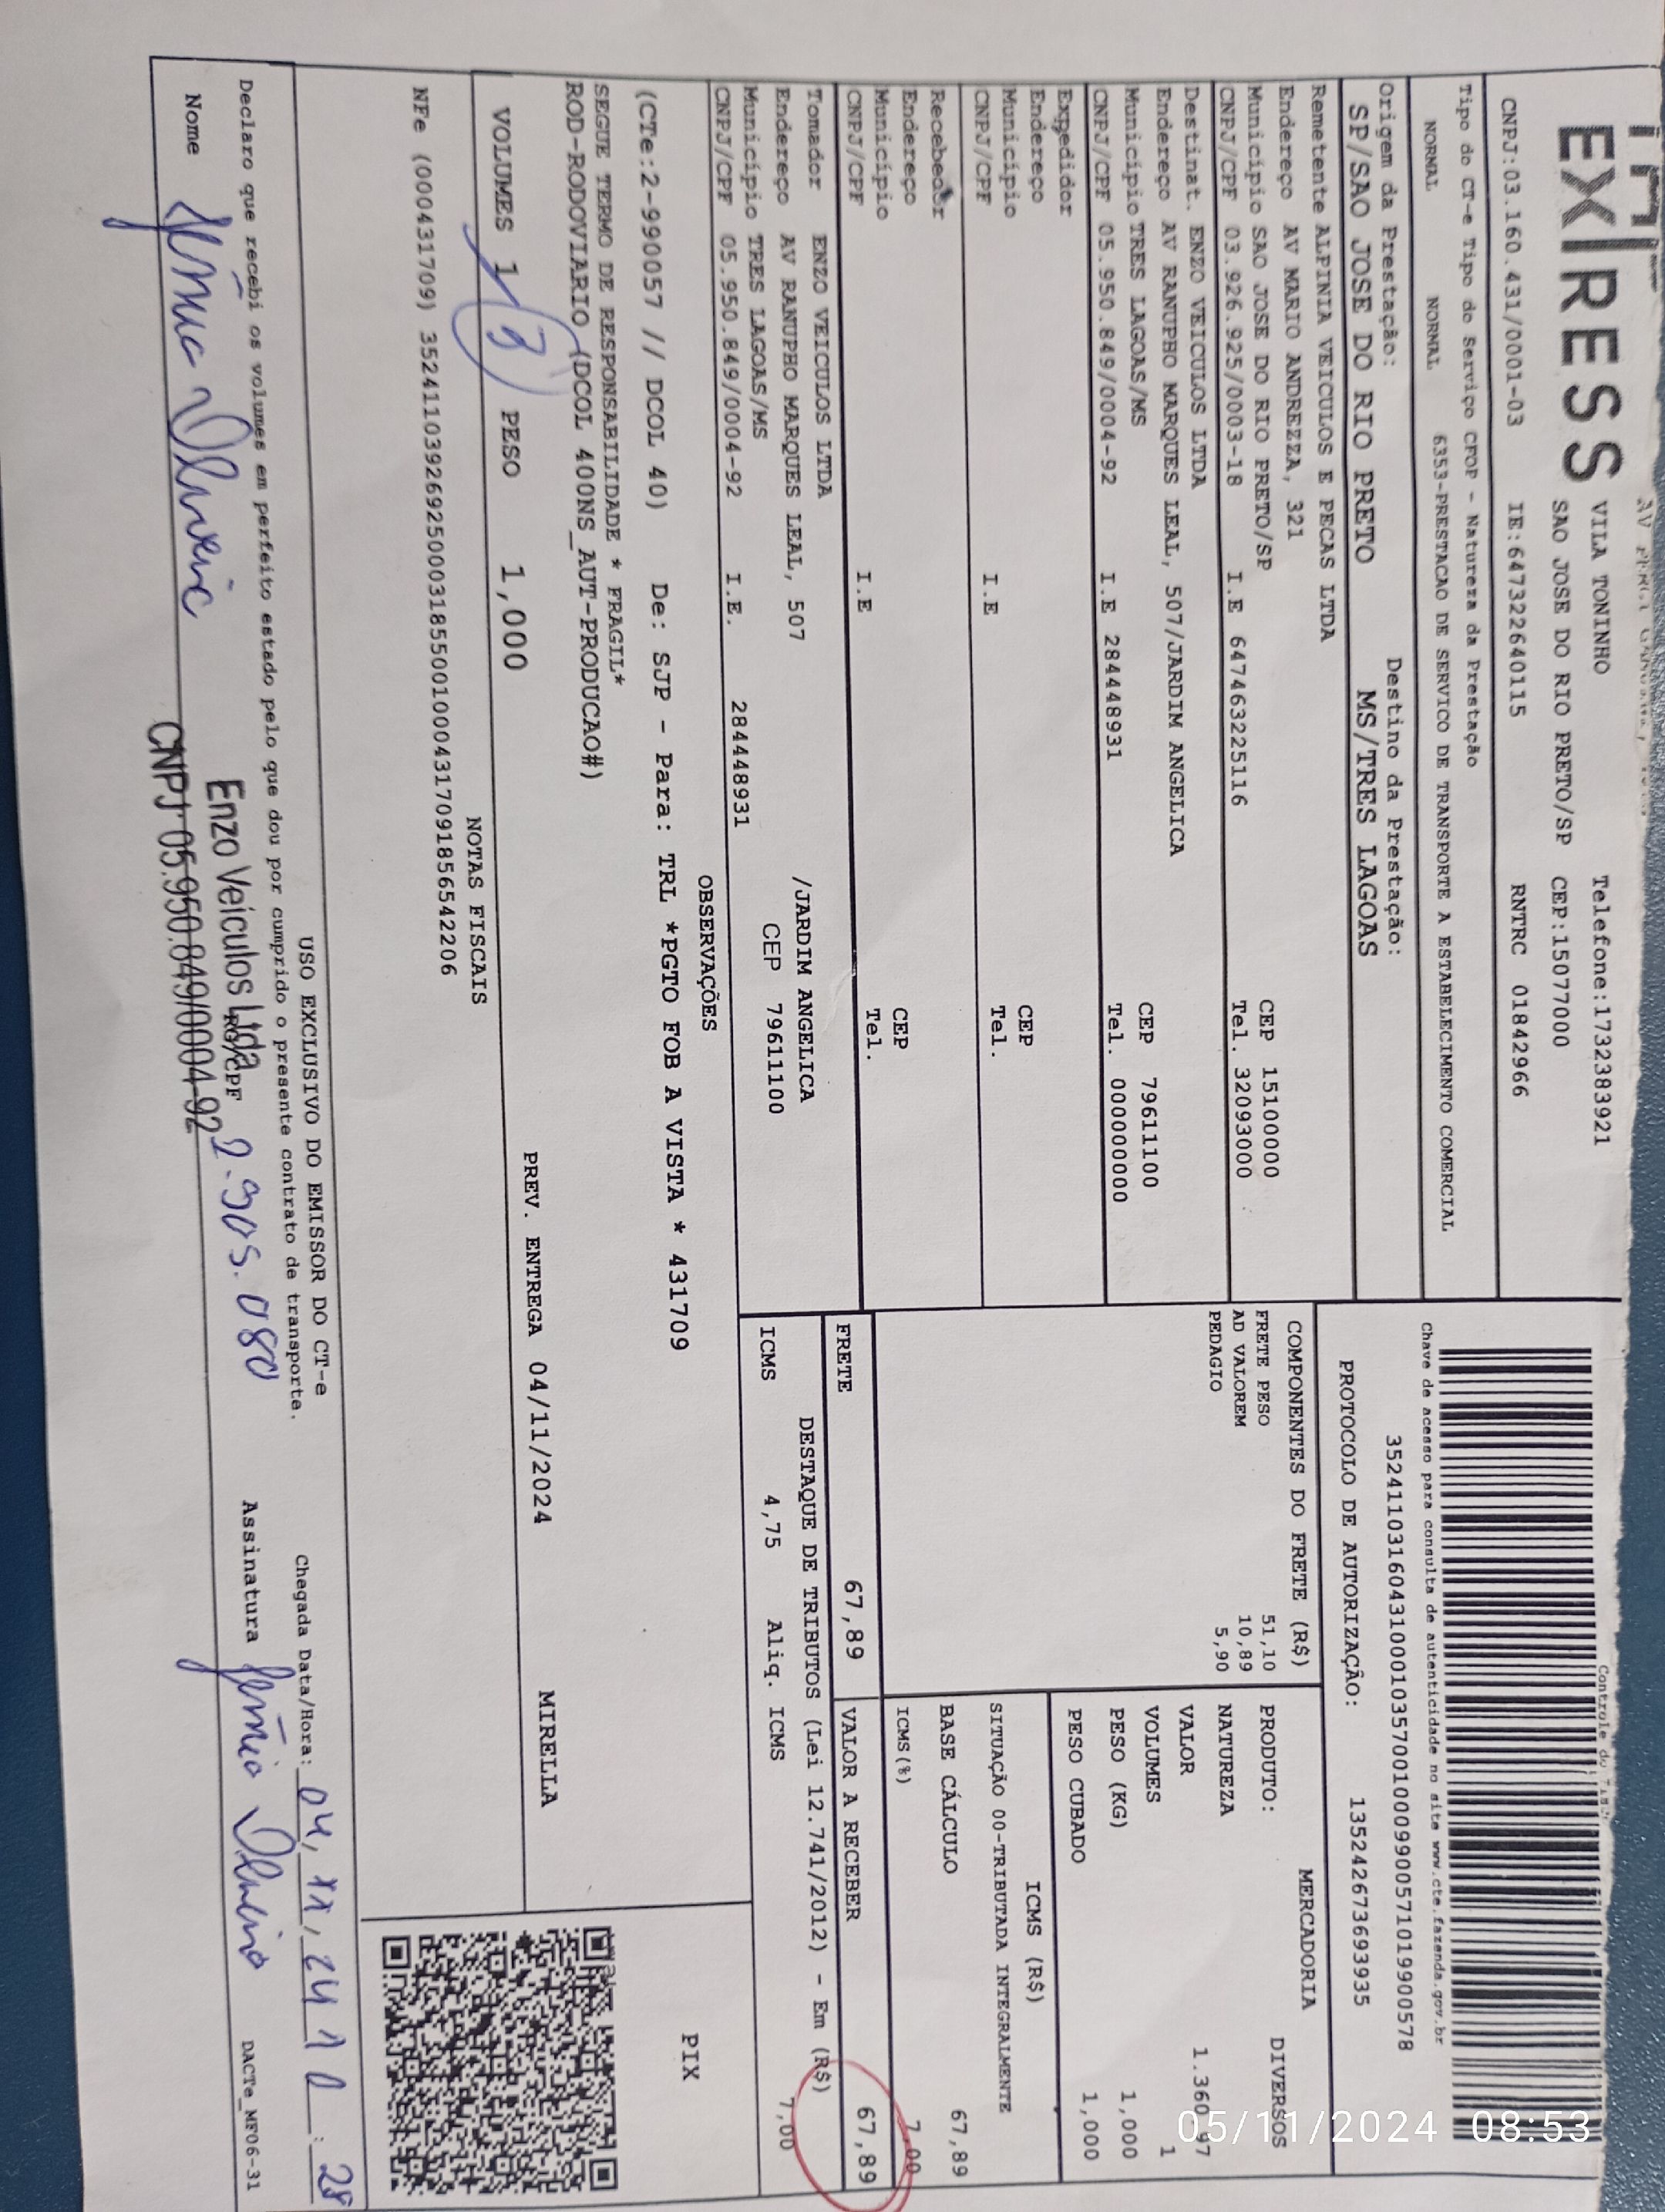 EXPRESS
VILA TONINHO Telefone:1732383921
SAO JOSE DO RIO PRETO/SP CEP:15077000
CNPJ:03.160.431/0001-03 IE:647322640115 RNTRC 01842966
Tipo do CT-e Tipo do Serviço CFOP - Natureza da Prestação
NORMAL NORMAL 6353-PRESTACAO DE SERVICO DE TRANSPORTE A ESTABELECIMENTO COMERCIAL
Origem da Prestação: Destino da Prestação:
SP/SAO JOSE DO RIO PRETO MS/TRES LAGOAS
Chave de acesso para consulta de autenticidade no site www.cte.fazenda.gov.br
35241103160431000103570010009900571019900578
PROTOCOLO DE AUTORIZAÇÃO: 135242673693935
Remetente ALPINIA VEICULOS E PECAS LTDA
Endereço AV MARIO ANDREZZA, 321
Município SAO JOSE DO RIO PRETO/SP CEP 15100000
CNPJ/CPF 03.926.925/0003-18 I.E 647463225116 Tel. 32093000
Destinat. ENZO VEICULOS LTDA
Endereço AV RANUPHO MARQUES LEAL, 507/JARDIM ANGELICA
Município TRES LAGOAS/MS CEP 79611100
CNPJ/CPF 05.950.849/0004-92 I.E 284448931 Tel. 000000000
Expedidor
Endereço
Município CEP
CNPJ/CPF I.E Tel.
Recebedor
Endereço
Município CEP
CNPJ/CPF I.E Tel.
Tomador ENZO VEICULOS LTDA
Endereço AV RANUPHO MARQUES LEAL, 507 /JARDIM ANGELICA
Município TRES LAGOAS/MS CEP 79611100
CNPJ/CPF 05.950.849/0004-92 I.E. 284448931
COMPONENTES DO FRETE (R$)
FRETE PESO 51,10
AD VALOREM 10,89
PEDAGIO 5,90
MERCADORIA
PRODUTO: DIVERSOS
NATUREZA
VALOR 1.360,97
VOLUMES 1
PESO (KG) 1,000
PESO CUBADO 1,000
ICMS (R$)
SITUAÇÃO 00-TRIBUTADA INTEGRALMENTE
BASE CÁLCULO 67,89
ICMS(%) 7,00
FRETE 67,89 VALOR A RECEBER 67,89
DESTAQUE DE TRIBUTOS (Lei 12.741/2012) - Em (R$)
ICMS 4,75 Aliq. ICMS 7,00
OBSERVAÇÕES
(CTe:2-990057 // DCOL 40) De: SJP - Para: TRL *PGTO FOB A VISTA * 431709
SEGUE TERMO DE RESPONSABILIDADE * FRAGIL*
ROD-RODOVIARIO (DCOL 400NS_AUT-PRODUCAO#)
PIX
VOLUMES 1 PESO 1,000 PREV. ENTREGA 04/11/2024 MIRELLA
NOTAS FISCAIS
NFe (000431709) 35241103926925000318550010004317091856542206
USO EXCLUSIVO DO EMISSOR DO CT-e
Declaro que recebi os volumes em perfeito estado pelo que dou por cumprido o presente contrato de transporte.
Chegada Data/Hora: 04,11,24 10:28
Nome RG/CPF 2.905.080 Assinatura DACTe_MF06-31
Enzo Veículos Ltda
CNPJ: 05.950.849/0004-92
05/11/2024 08:53